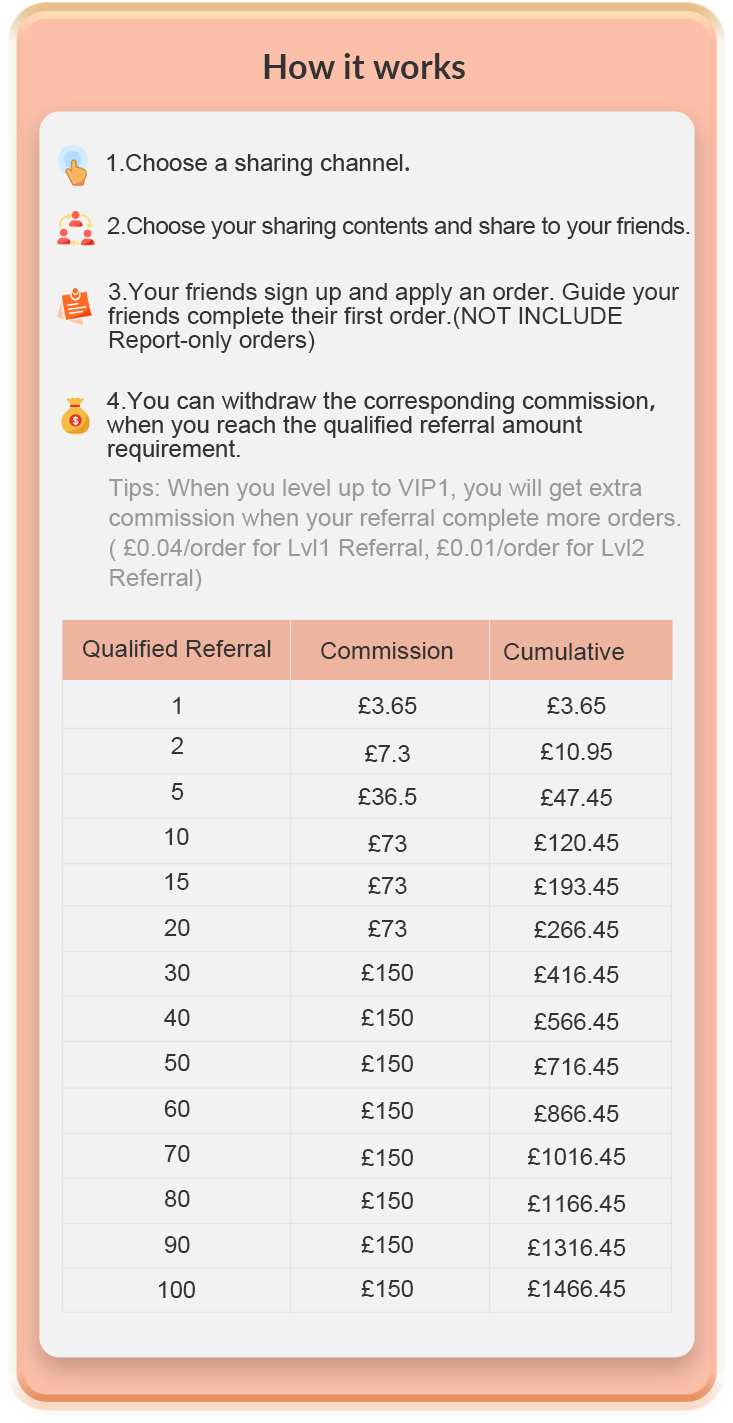 How it works
1.Choose a sharing channel.
2.Choose your sharing contents and share to your friends.
3.Your friends sign up and apply an order. Guide your
friends complete their first order.(NOT INCLUDE
Report-only orders)
4.You can withdraw the corresponding commission,
when you reach the qualified referral amount
requirement.
Tips: When you level up to VIP1, you will get extra
commission when your referral complete more orders.
( £0.04/order for Lvl1 Referral, £0.01/order for Lvl2
Referral)
Qualified Referral Commission Cumulative
1 £3.65 £3.65
2 £7.3 £10.95
5 £36.5 £47.45
10 £73 £120.45
15 £73 £193.45
20 £73 £266.45
30 £150 £416.45
40 £150 £566.45
50 £150 £716.45
60 £150 £866.45
70 £150 £1016.45
80 £150 £1166.45
90 £150 £1316.45
100 £150 £1466.45